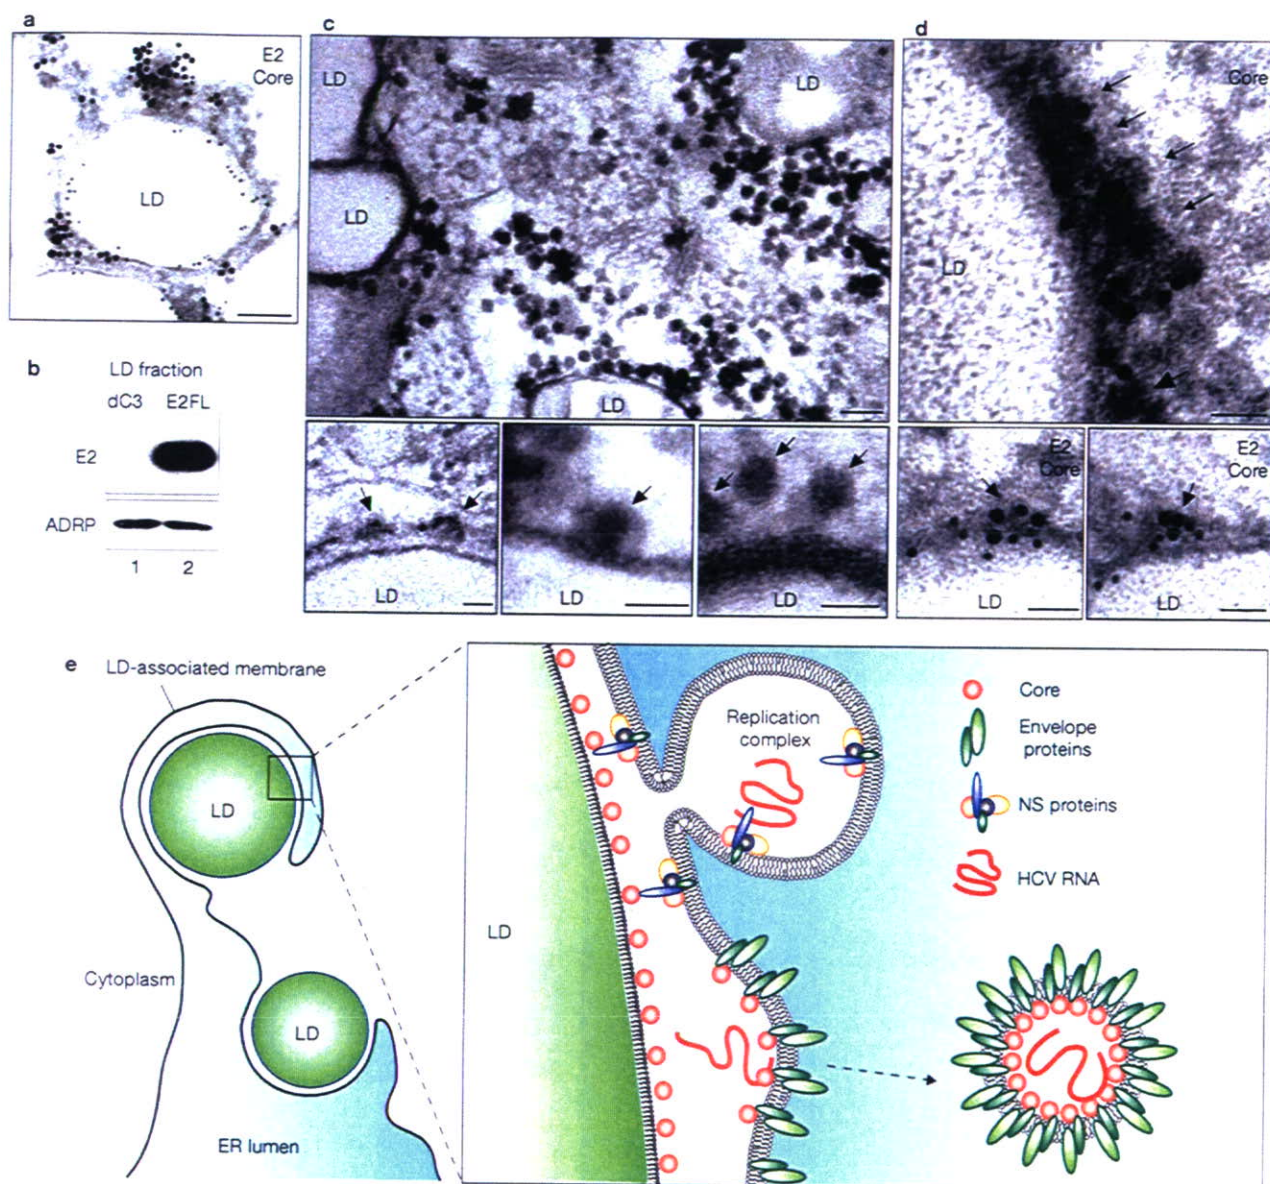 a
E2
Core
LD
b
LD fraction
dC3 E2FL
E2
ADRP
1 2
c
LD
LD
LD
LD
LD
LD
LD
d
Core
LD
E2
Core
LD
E2
Core
LD
e
LD-associated membrane
LD
Cytoplasm
LD
ER lumen
LD
Replication
complex
Core
Envelope
proteins
NS proteins
HCV RNA